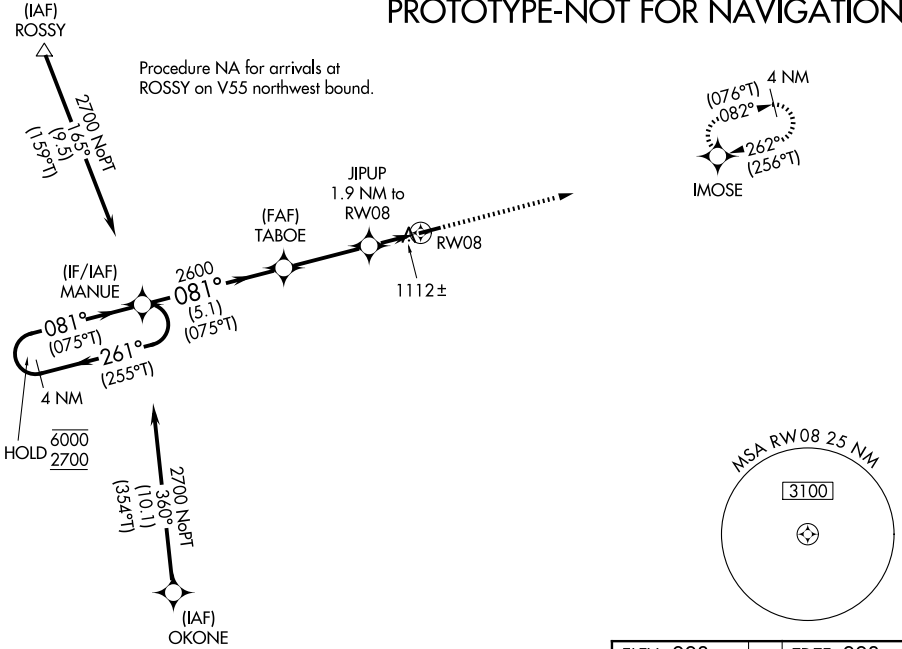 PROTOTYPE-NOT FOR NAVIGATION
(IAF)
ROSSY
Procedure NA for arrivals at
ROSSY on V55 northwest bound.
2700 NoPT
165°
(9.5)
(159°T)
4 NM
(076°T)
082°
262°
(256°T)
IMOSE
JIPUP
1.9 NM to
RW08
(FAF)
TABOE
RW08
1112±
(IF/IAF)
MANUE
2600
081°
(5.1)
(075°T)
081°
(075°T)
261°
(255°T)
4 NM
HOLD
6000
2700
2700 NoPT
360°
(10.1)
(354°T)
(IAF)
OKONE
MSA RW08 25 NM
3100